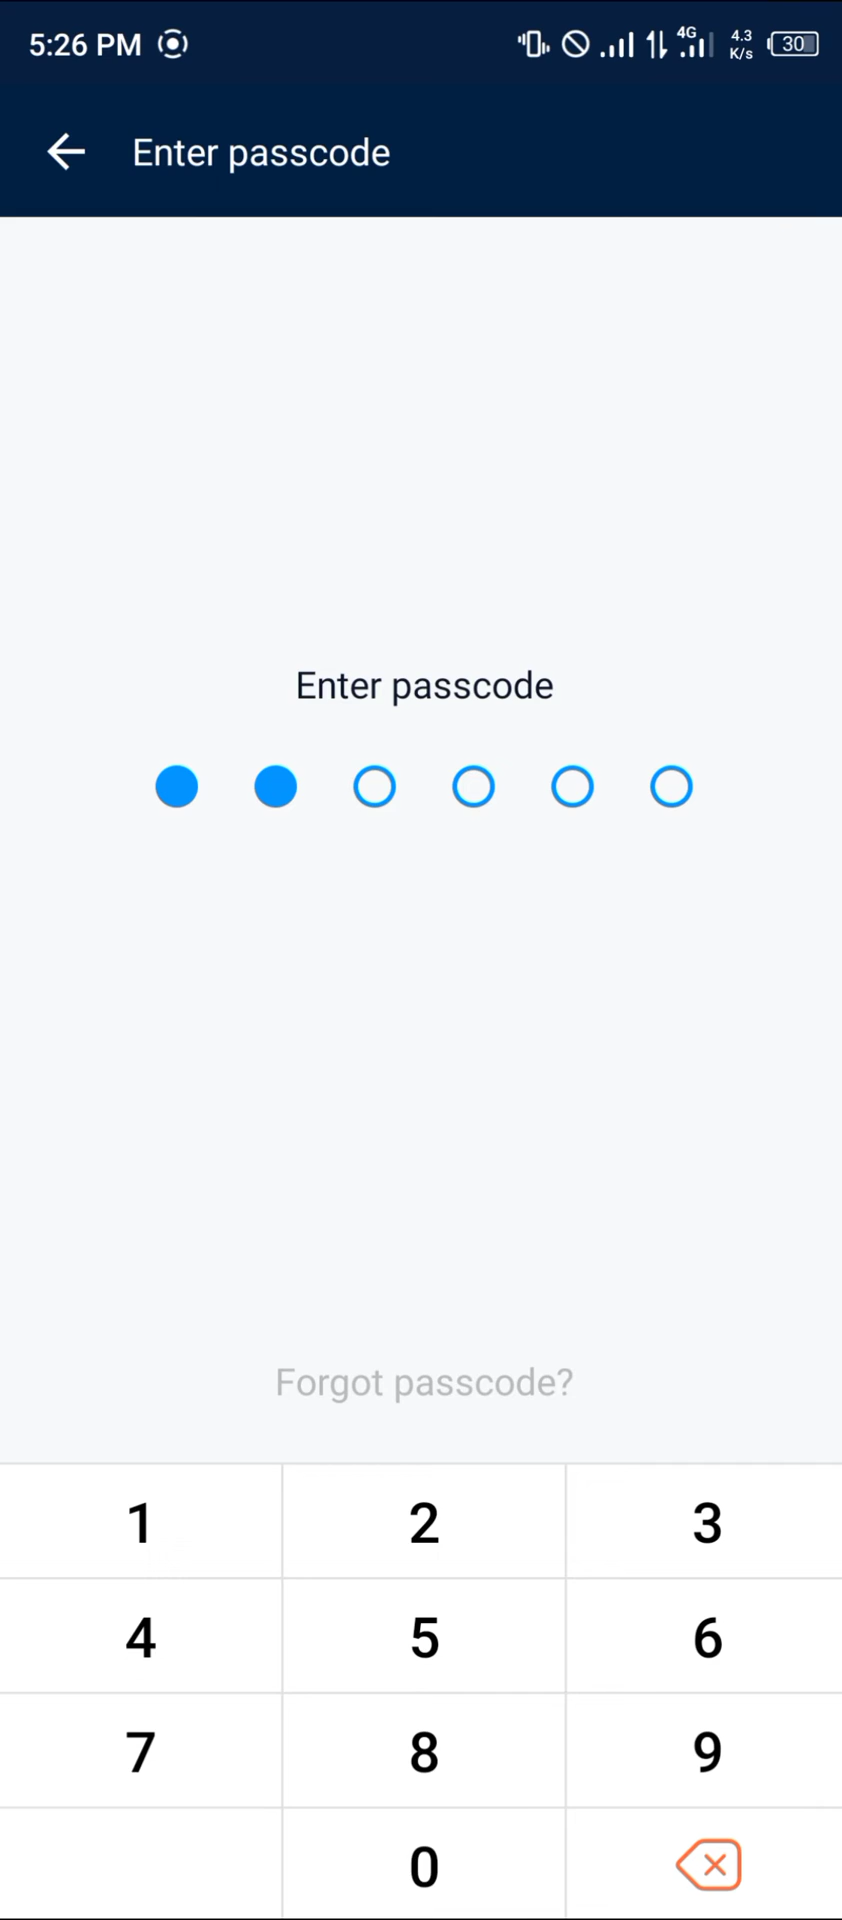 5:26 PM 4G 4.3 K/s 30
Enter passcode
Enter passcode
Forgot passcode?
1 2 3
4 5 6
7 8 9
0